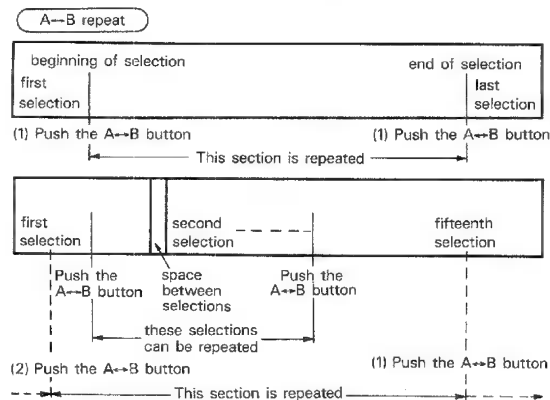 A↔B repeat
beginning of selection
end of selection
first
selection
last
selection
(1) Push the A↔B button
(1) Push the A↔B button
This section is repeated
first
selection
second
selection
fifteenth
selection
Push the
A↔B button
space
between
selections
Push the
A↔B button
these selections
can be repeated
(2) Push the A↔B button
(1) Push the A↔B button
This section is repeated